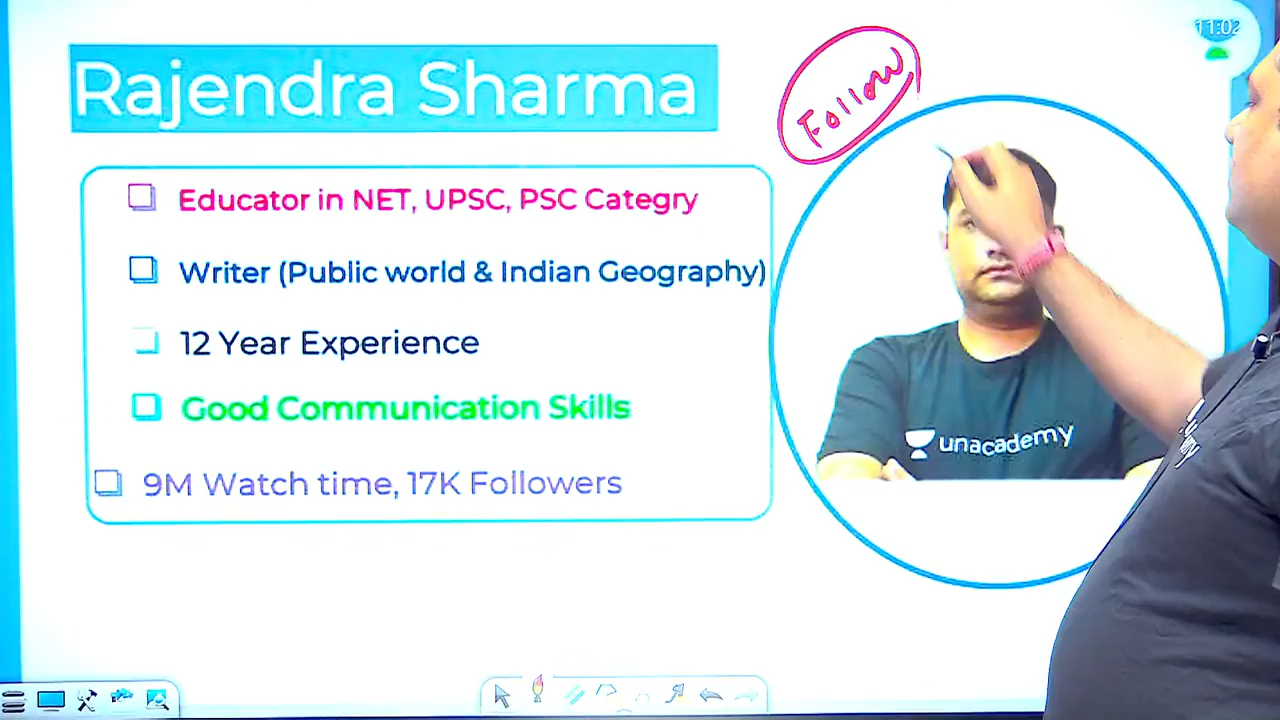 11:02
Rajendra Sharma
Follow
Educator in NET, UPSC, PSC Categry
Writer (Public world & Indian Geography)
12 Year Experience
Good Communication Skills
9M Watch time, 17K Followers
unacademy